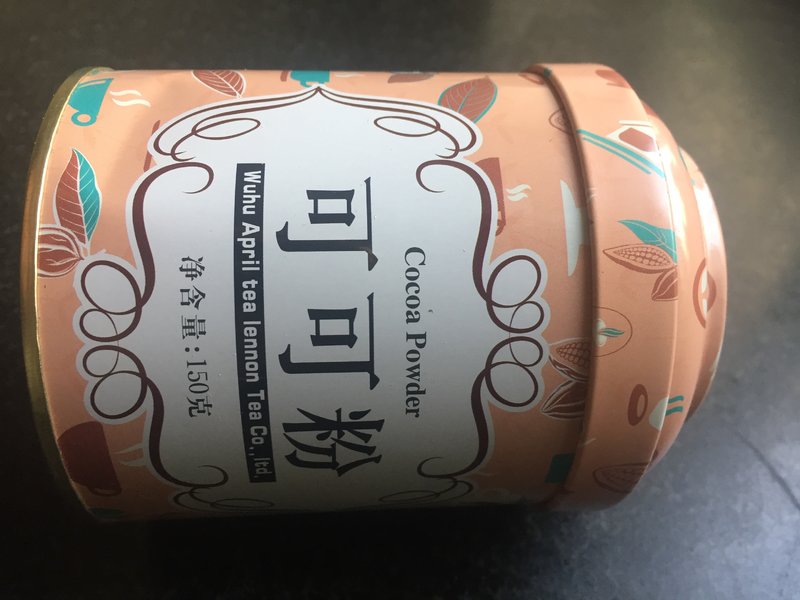 Cocoa Powder
可可粉
Wuhu April tea lennon Tea Co.,ltd.
净含量:150克